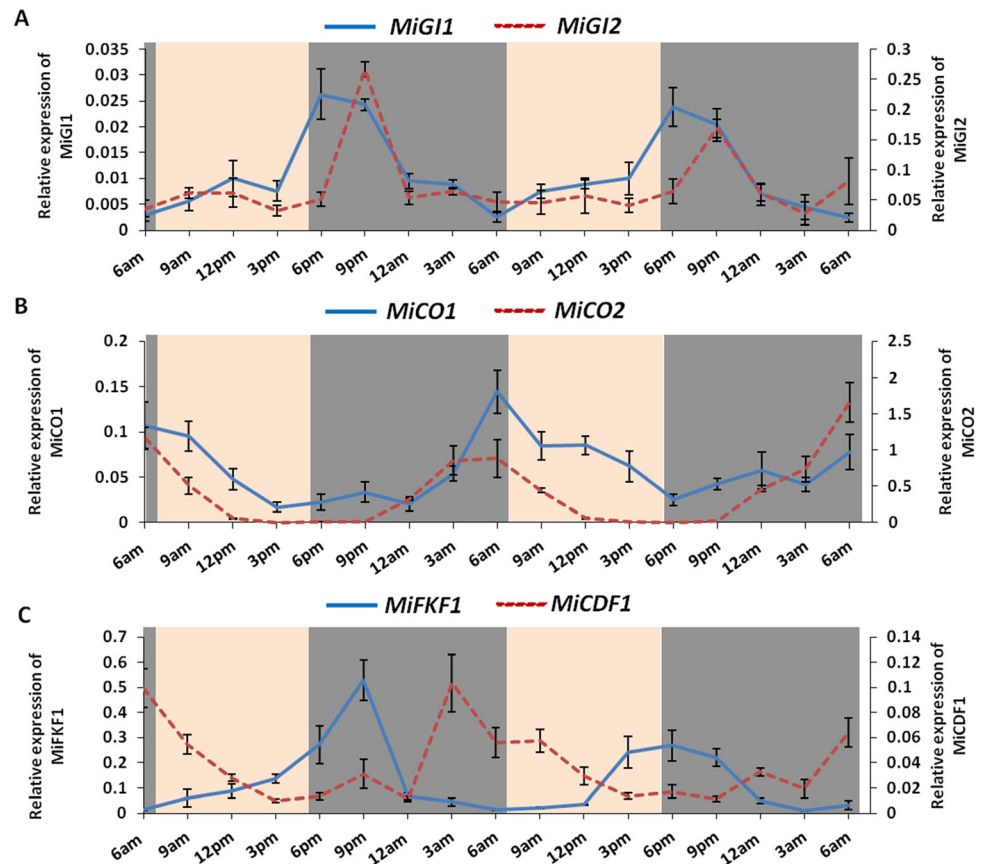 A
MiGI1 MiGI2
Relative expression of
MiGI1
0.035
0.03
0.025
0.02
0.015
0.01
0.005
0
0.3
0.25
0.2
0.15
0.1
0.05
0
Relative expression of
MiGI2
6am 9am 12pm 3pm 6pm 9pm 12am 3am 6am 9am 12pm 3pm 6pm 9pm 12am 3am 6am
B
MiCO1 MiCO2
Relative expression of
MiCO1
0.2
0.15
0.1
0.05
0
2.5
2
1.5
1
0.5
0
Relative expression of
MiCO2
6am 9am 12pm 3pm 6pm 9pm 12am 3am 6am 9am 12pm 3pm 6pm 9pm 12am 3am 6am
C
MiFKF1 MiCDF1
Relative expression of
MiFKF1
0.7
0.6
0.5
0.4
0.3
0.2
0.1
0
0.14
0.12
0.1
0.08
0.06
0.04
0.02
0
Relative expression of
MiCDF1
6am 9am 12pm 3pm 6pm 9pm 12am 3am 6am 9am 12pm 3pm 6pm 9pm 12am 3am 6am